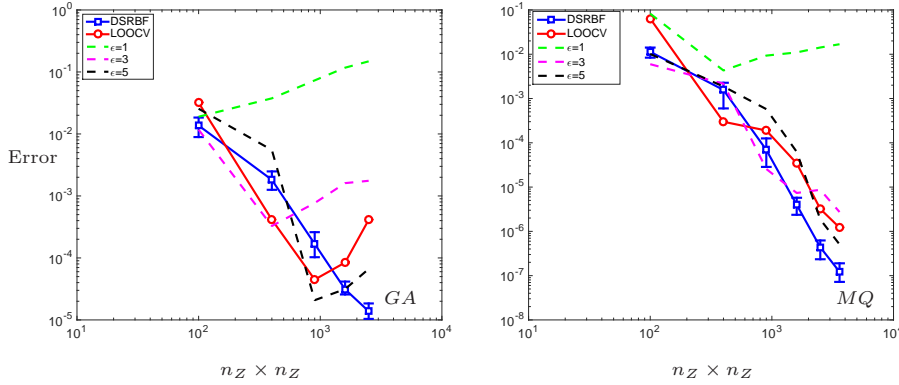 DSRBF
LOOCV
ϵ=1
ϵ=3
ϵ=5
10^0
10^-1
10^-2
10^-3
10^-4
10^-5
Error
GA
10^1
10^2
10^3
10^4
n_Z × n_Z
DSRBF
LOOCV
ϵ=1
ϵ=3
ϵ=5
10^-1
10^-2
10^-3
10^-4
10^-5
10^-6
10^-7
10^-8
MQ
10^1
10^2
10^3
10^4
n_Z × n_Z